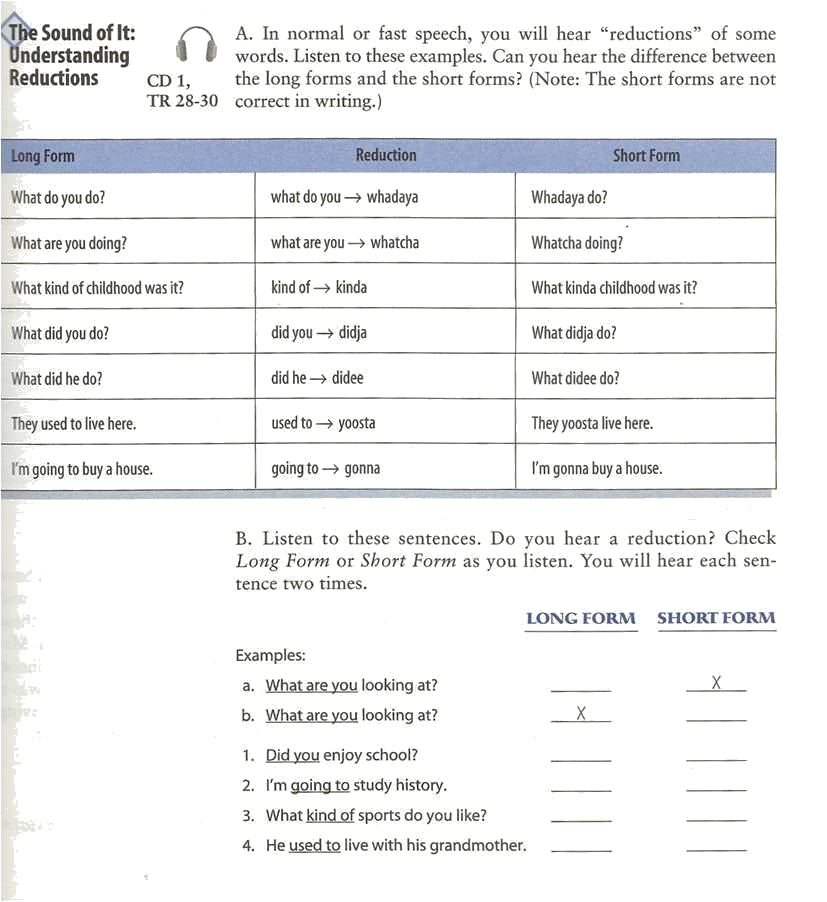 The Sound of It:
Understanding
Reductions
CD 1,
TR 28-30
A. In normal or fast speech, you will hear “reductions” of some
words. Listen to these examples. Can you hear the difference between
the long forms and the short forms? (Note: The short forms are not
correct in writing.)
Long Form Reduction Short Form
What do you do? what do you → whadaya Whadaya do?
What are you doing? what are you → whatcha Whatcha doing?
What kind of childhood was it? kind of → kinda What kinda childhood was it?
What did you do? did you → didja What didja do?
What did he do? did he → didee What didee do?
They used to live here. used to → yoosta They yoosta live here.
I'm going to buy a house. going to → gonna I'm gonna buy a house.
B. Listen to these sentences. Do you hear a reduction? Check
Long Form or Short Form as you listen. You will hear each sen-
tence two times.
LONG FORM SHORT FORM
Examples:
a. What are you looking at? X
b. What are you looking at? X
1. Did you enjoy school?
2. I'm going to study history.
3. What kind of sports do you like?
4. He used to live with his grandmother.